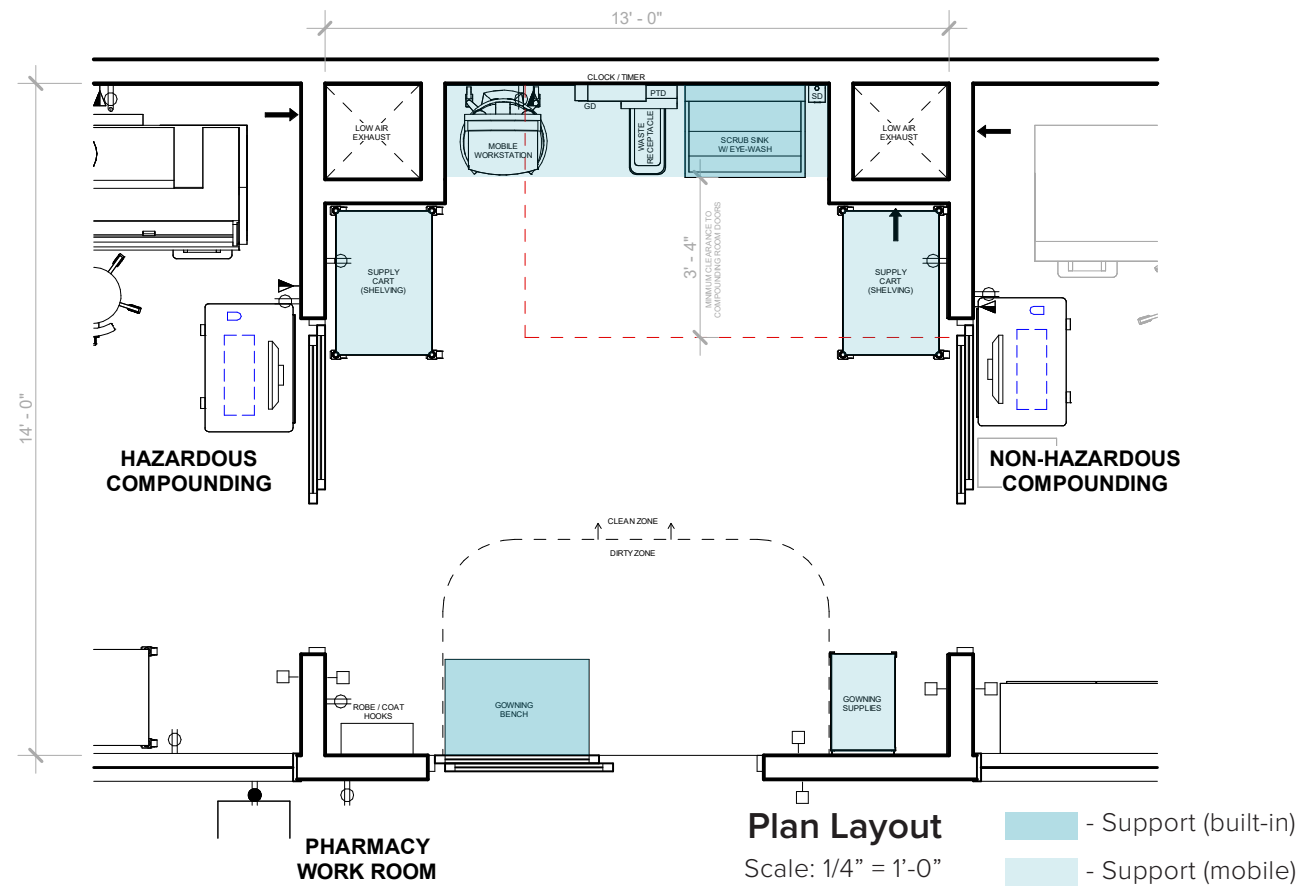 13' - 0"
CLOCK / TIMER
PTD
GD
SD
LOW AIR
EXHAUST
MOBILE
WORKSTATION
WASTE
RECEPTACLE
SCRUB SINK
W/ EYE-WASH
LOW AIR
EXHAUST
3' - 4"
MINIMUM CLEARANCE TO
COMPOUNDING ROOM DOORS
SUPPLY
CART
(SHELVING)
SUPPLY
CART
(SHELVING)
14' - 0"
HAZARDOUS
COMPOUNDING
NON-HAZARDOUS
COMPOUNDING
CLEAN ZONE
DIRTY ZONE
ROBE / COAT
HOOKS
GOWNING
BENCH
GOWNING
SUPPLIES
PHARMACY
WORK ROOM
Plan Layout
Scale: 1/4” = 1’-0”
- Support (built-in)
- Support (mobile)